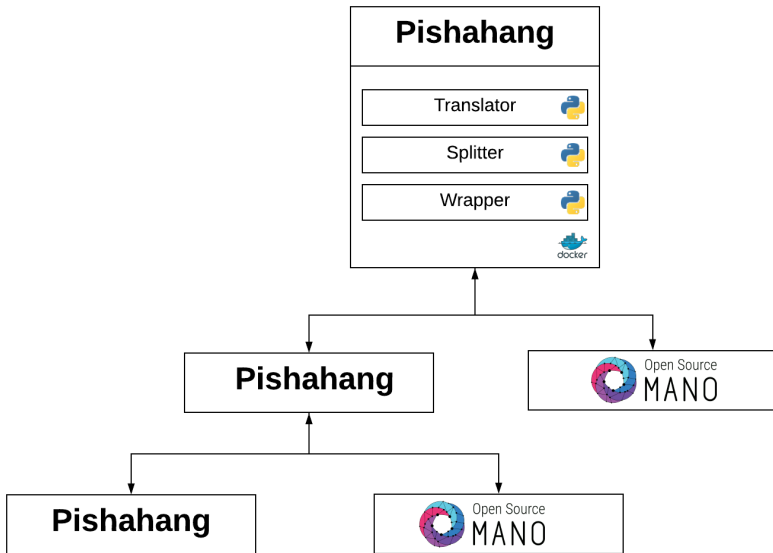 Pishahang
Translator
Splitter
Wrapper
docker
Pishahang
Open Source
MANO
Pishahang
Open Source
MANO